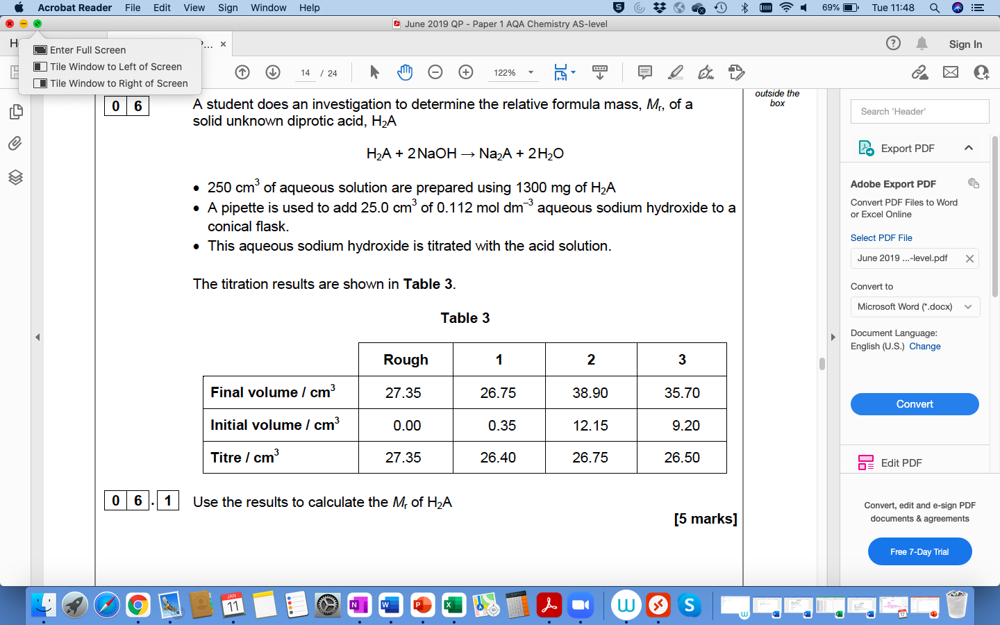 Acrobat Reader File Edit View Sign Window Help 69% Tue 11:48
June 2019 QP - Paper 1 AQA Chemistry AS-level
P... ×
Sign In
Enter Full Screen
Tile Window to Left of Screen
Tile Window to Right of Screen
14 / 24 122%
outside the
box
0 6 A student does an investigation to determine the relative formula mass, Mᵣ, of a
solid unknown diprotic acid, H₂A
H₂A + 2NaOH → Na₂A + 2H₂O
• 250 cm³ of aqueous solution are prepared using 1300 mg of H₂A
• A pipette is used to add 25.0 cm³ of 0.112 mol dm⁻³ aqueous sodium hydroxide to a
conical flask.
• This aqueous sodium hydroxide is titrated with the acid solution.
The titration results are shown in Table 3.
Table 3
Rough 1 2 3
Final volume / cm³ 27.35 26.75 38.90 35.70
Initial volume / cm³ 0.00 0.35 12.15 9.20
Titre / cm³ 27.35 26.40 26.75 26.50
0 6 . 1 Use the results to calculate the Mᵣ of H₂A
[5 marks]
Search 'Header'
Export PDF
Adobe Export PDF
Convert PDF Files to Word
or Excel Online
Select PDF File
June 2019 ...-level.pdf
Convert to
Microsoft Word (*.docx)
Document Language:
English (U.S.) Change
Convert
Edit PDF
Convert, edit and e-sign PDF
documents & agreements
Free 7-Day Trial
JAN
11